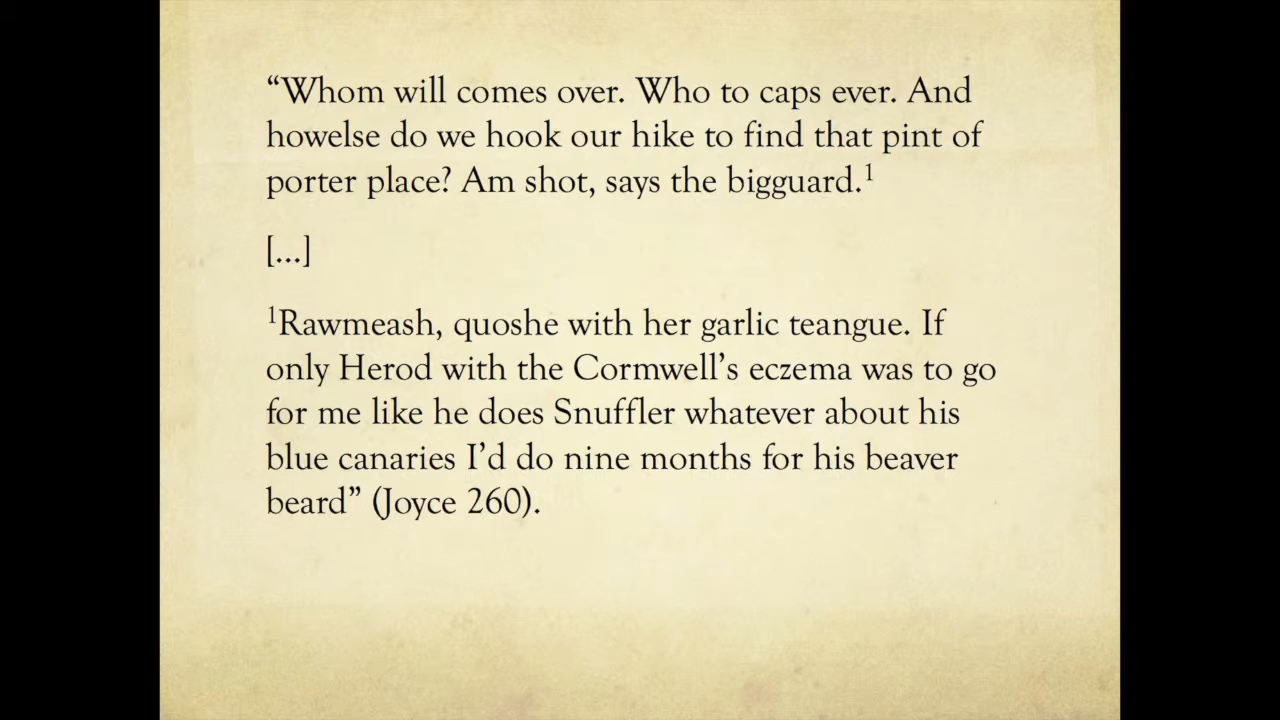 “Whom will comes over. Who to caps ever. And
howelse do we hook our hike to find that pint of
porter place? Am shot, says the bigguard.¹
[...]
¹Rawmeash, quoshe with her garlic teangue. If
only Herod with the Cormwell’s eczema was to go
for me like he does Snuffler whatever about his
blue canaries I’d do nine months for his beaver
beard” (Joyce 260).